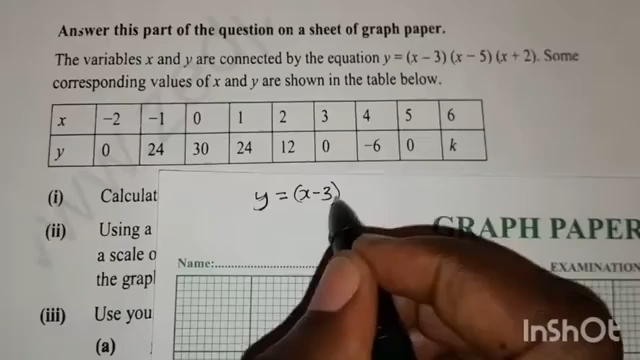 Answer this part of the question on a sheet of graph paper.
The variables x and y are connected by the equation y = (x − 3) (x − 5) (x + 2). Some
corresponding values of x and y are shown in the table below.
x −2 −1 0 1 2 3 4 5 6
y 0 24 30 24 12 0 −6 0 k
(i) Calculat
y = (x-3)
(ii) Using a
GRAPH PAPER
a scale o
Name:
EXAMINATION
the grap
(iii) Use you
(a)
InShOt